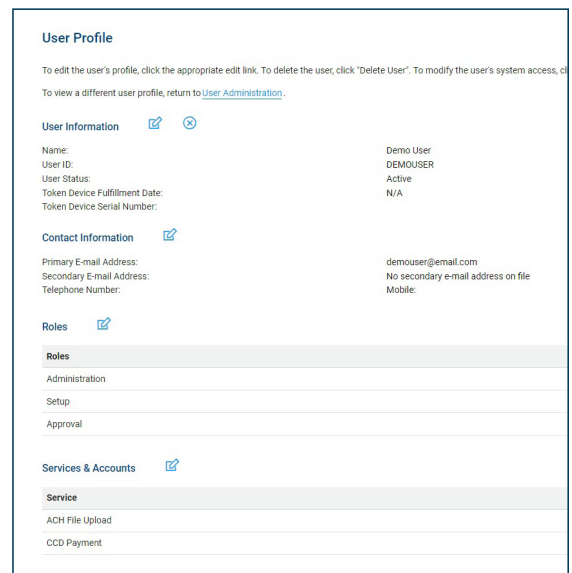 User Profile
To edit the user's profile, click the appropriate edit link. To delete the user, click "Delete User". To modify the user's system access,
To view a different user profile, return to User Administration.
User Information
Name: Demo User
User ID: DEMOUSER
User Status: Active
Token Device Fulfillment Date: N/A
Token Device Serial Number:
Contact Information
Primary E-mail Address: demouser@email.com
Secondary E-mail Address: No secondary e-mail address on file
Telephone Number: Mobile:
Roles
Roles
Administration
Setup
Approval
Services & Accounts
Service
ACH File Upload
CCD Payment